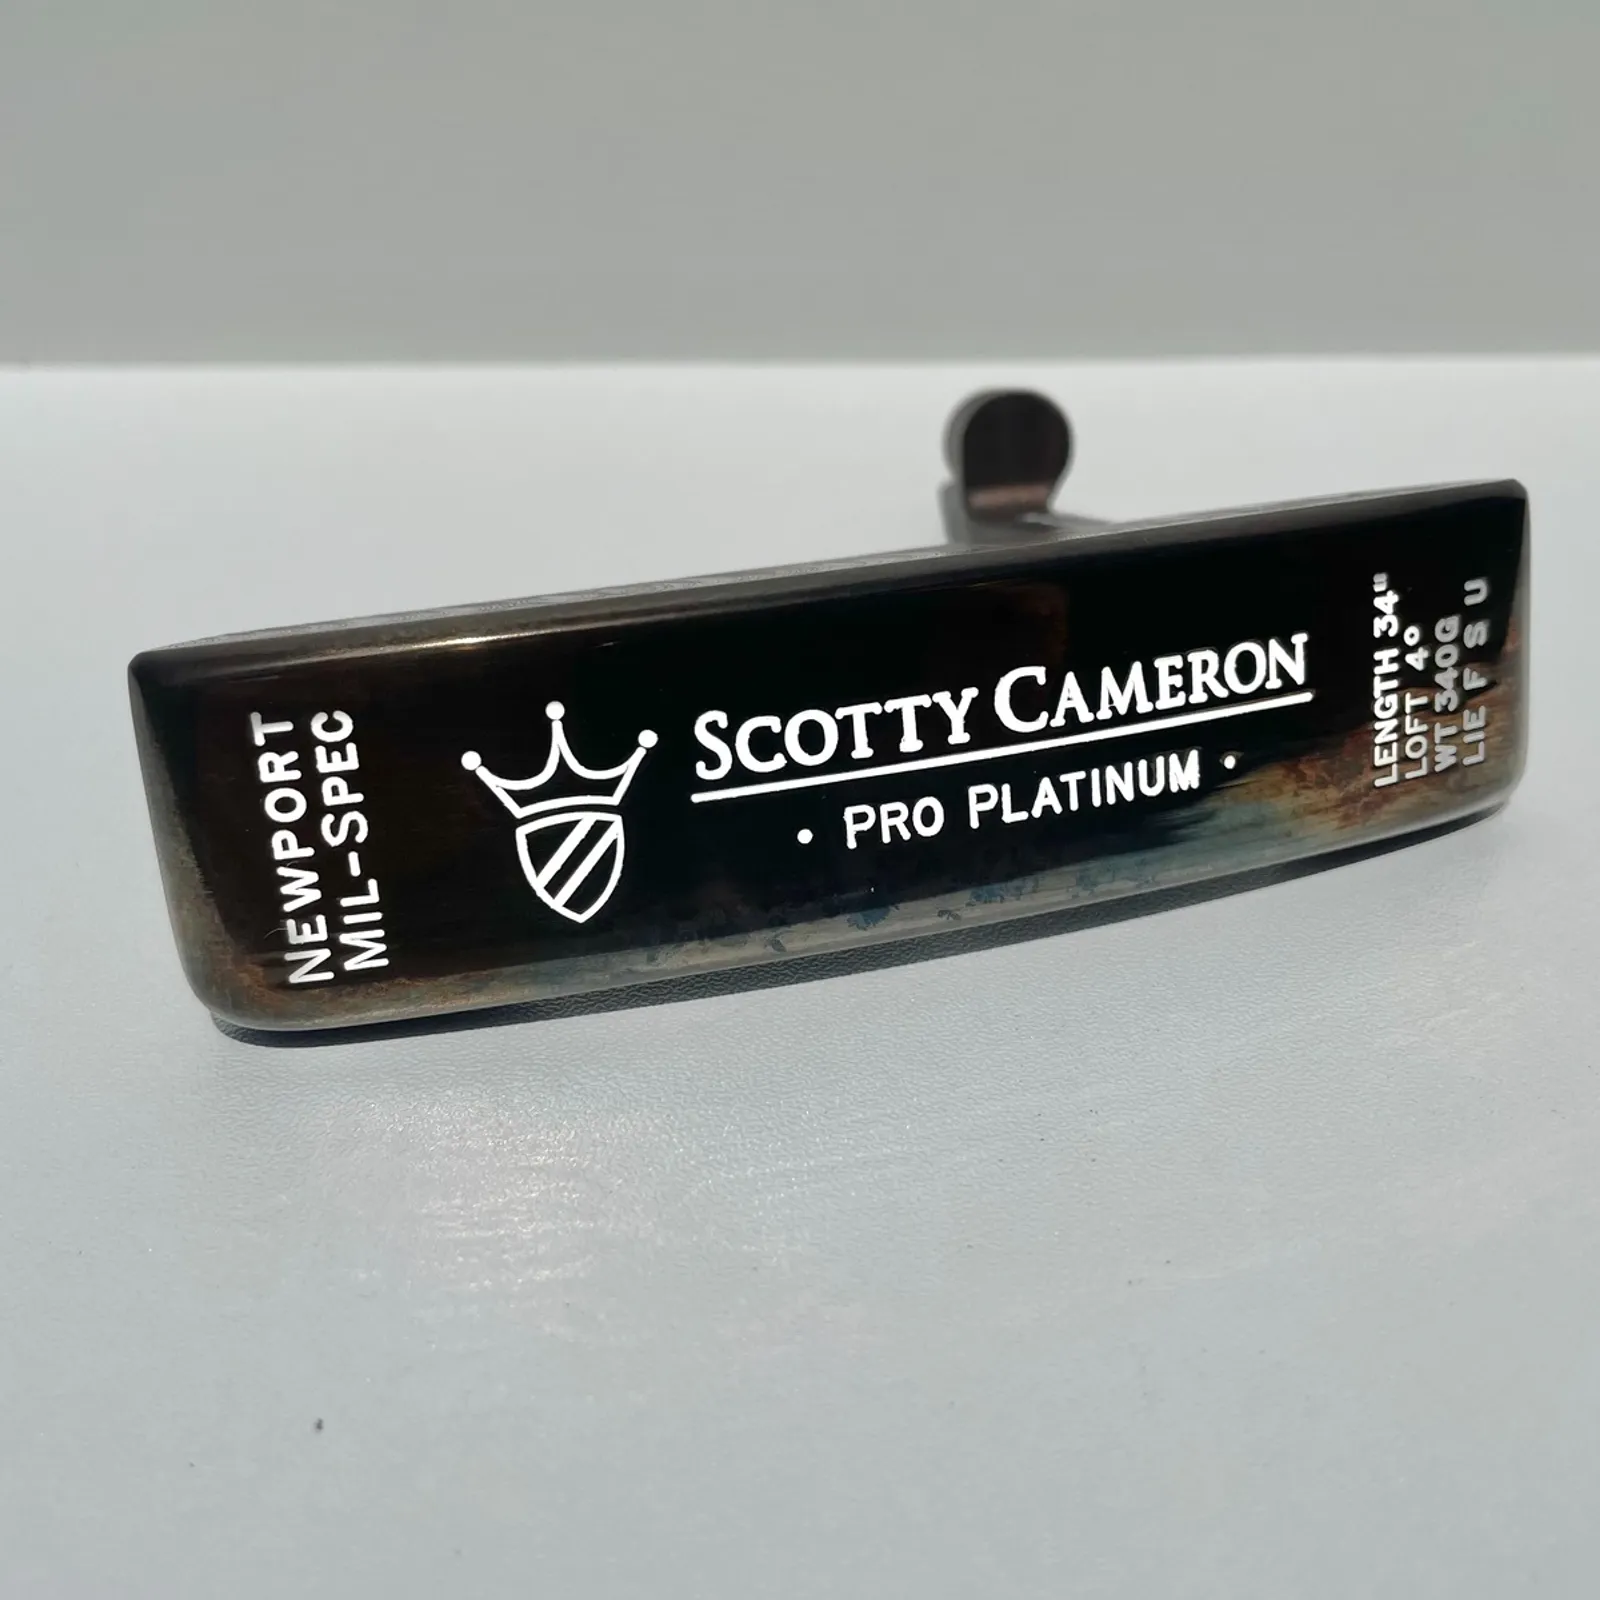 NEWPORT
MIL-SPEC
SCOTTY CAMERON
• PRO PLATINUM •
LENGTH 34"
LOFT 4°
WT 340G
LIE F S U